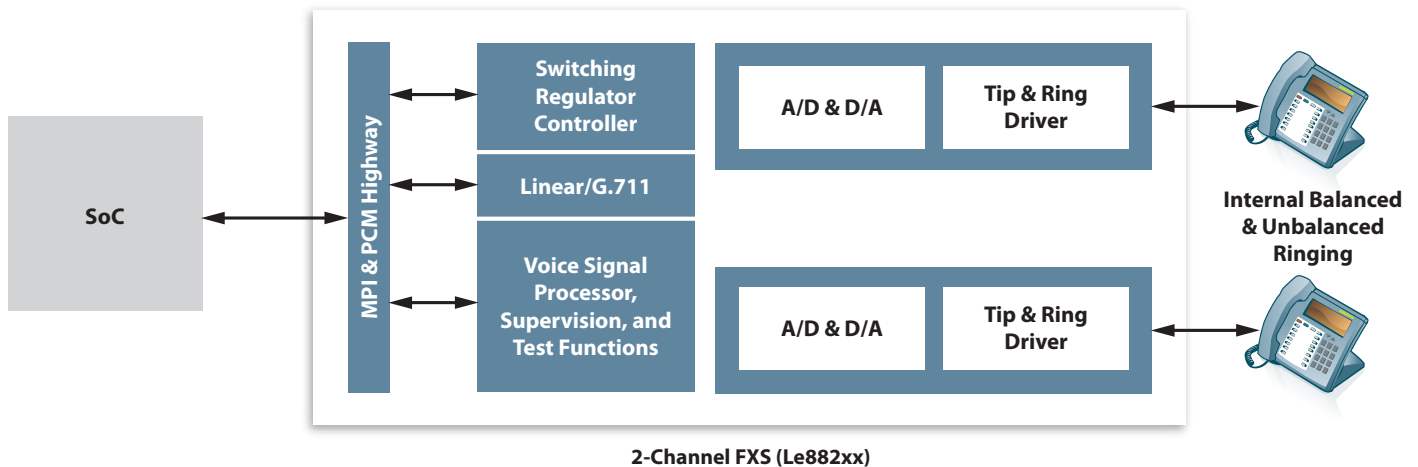 SoC
MPI & PCM Highway
Switching
Regulator
Controller
Linear/G.711
Voice Signal
Processor,
Supervision, and
Test Functions
A/D & D/A
Tip & Ring
Driver
A/D & D/A
Tip & Ring
Driver
Internal Balanced
& Unbalanced
Ringing
2-Channel FXS (Le882xx)